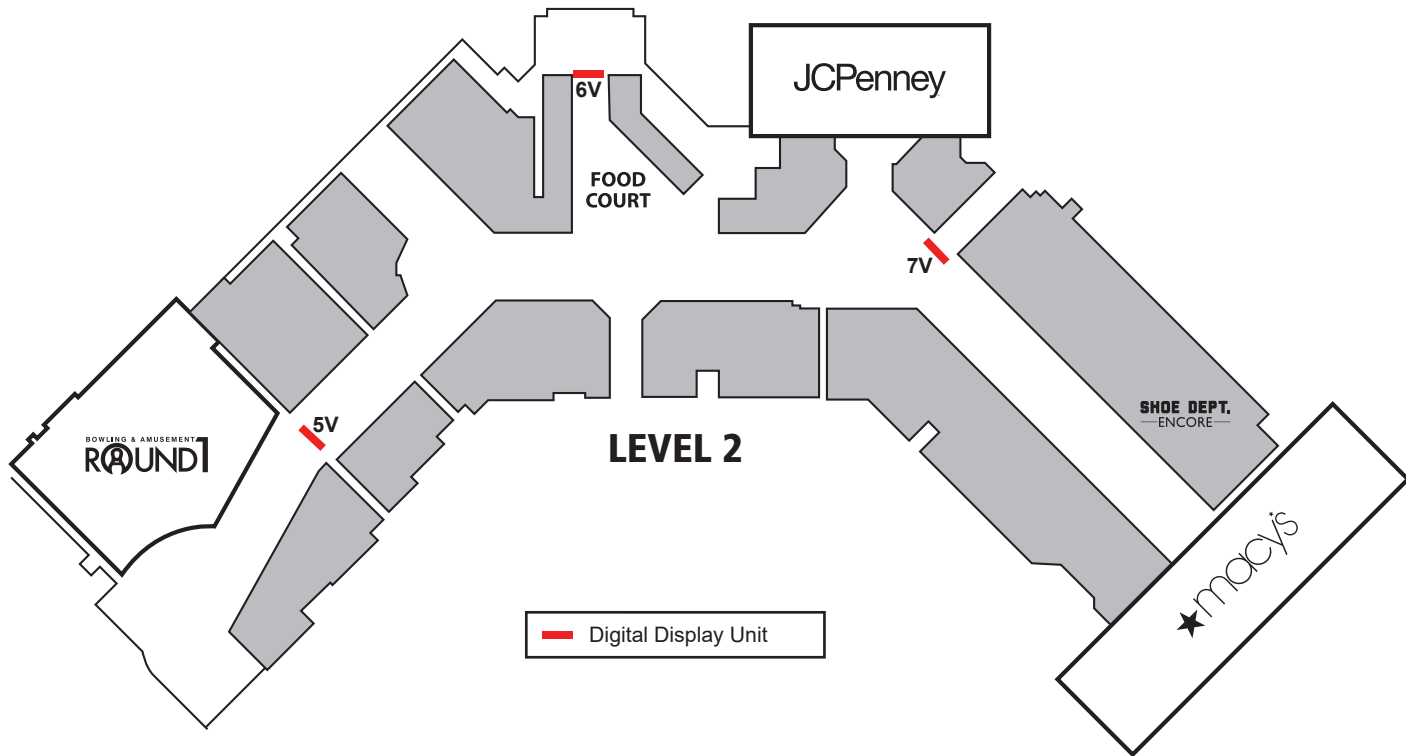 6V
JCPenney
FOOD
COURT
7V
SHOE DEPT.
ENCORE
5V
BOWLING & AMUSEMENT
ROUND1
LEVEL 2
macy's
Digital Display Unit